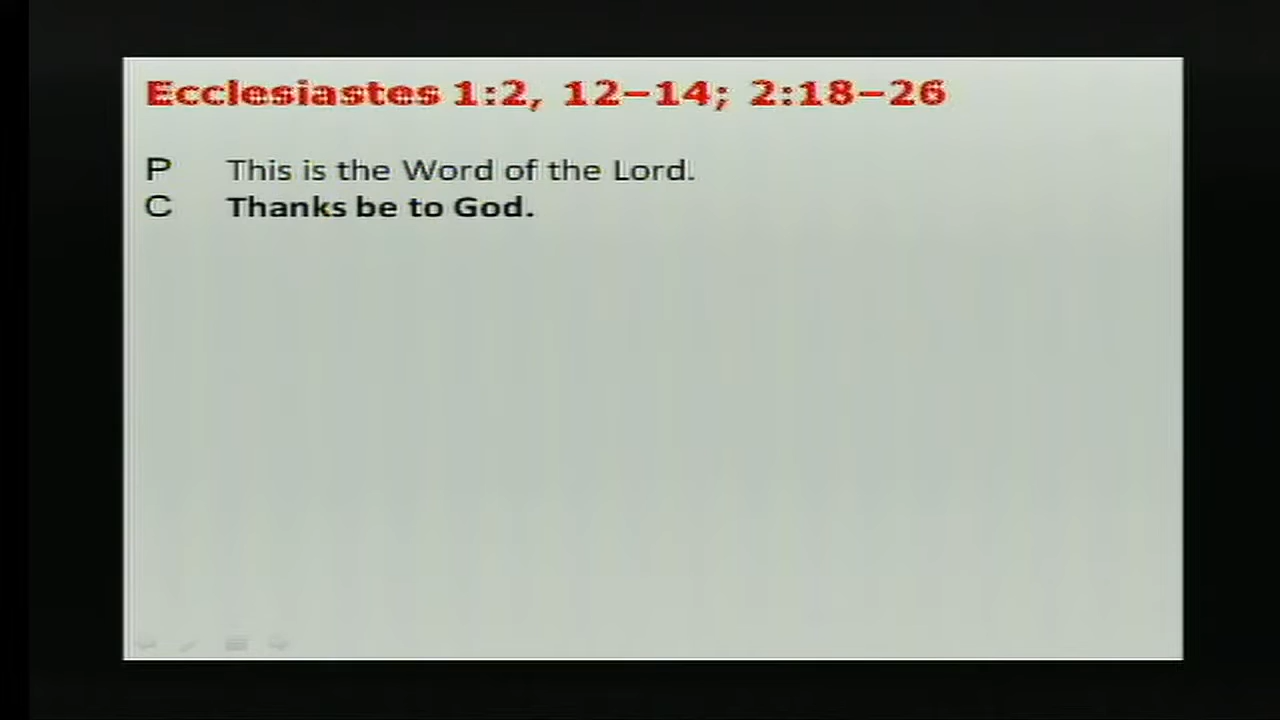 Ecclesiastes 1:2, 12–14; 2:18–26
P This is the Word of the Lord.
C Thanks be to God.